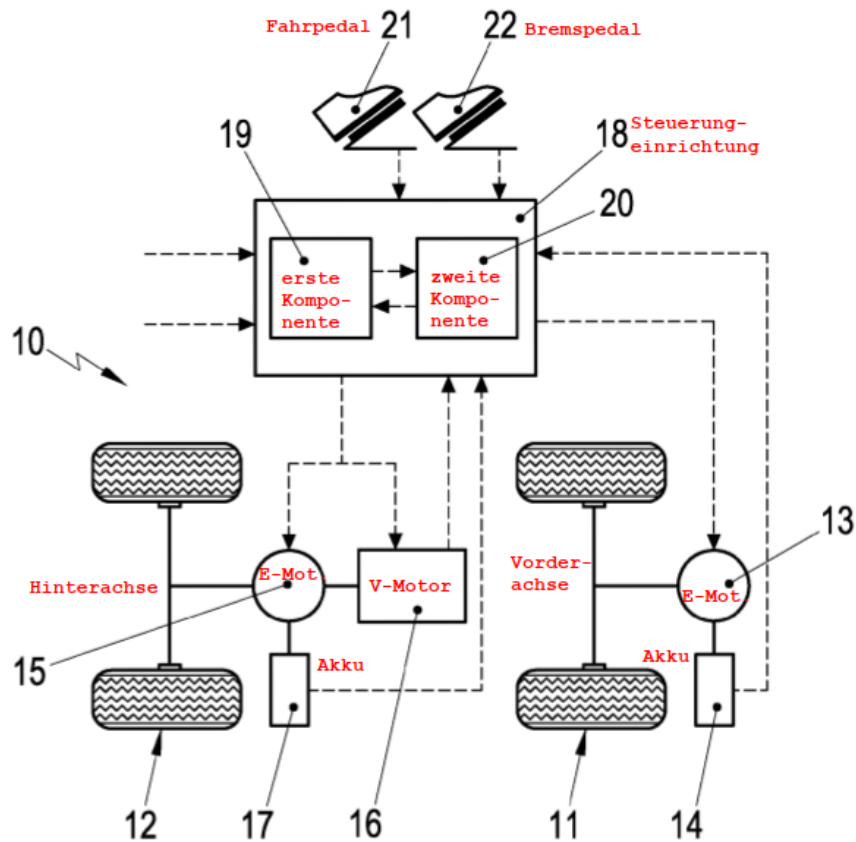 Fahrpedal 21
22 Bremspedal
19
18 Steuerung-
einrichtung
20
erste
Kompo-
nente
zweite
Kompo-
nente
10
13
E-Mot.
V-Motor
Hinterachse
Vorder-
achse
E-Mot.
15
Akku
Akku
12
17
16
11
14